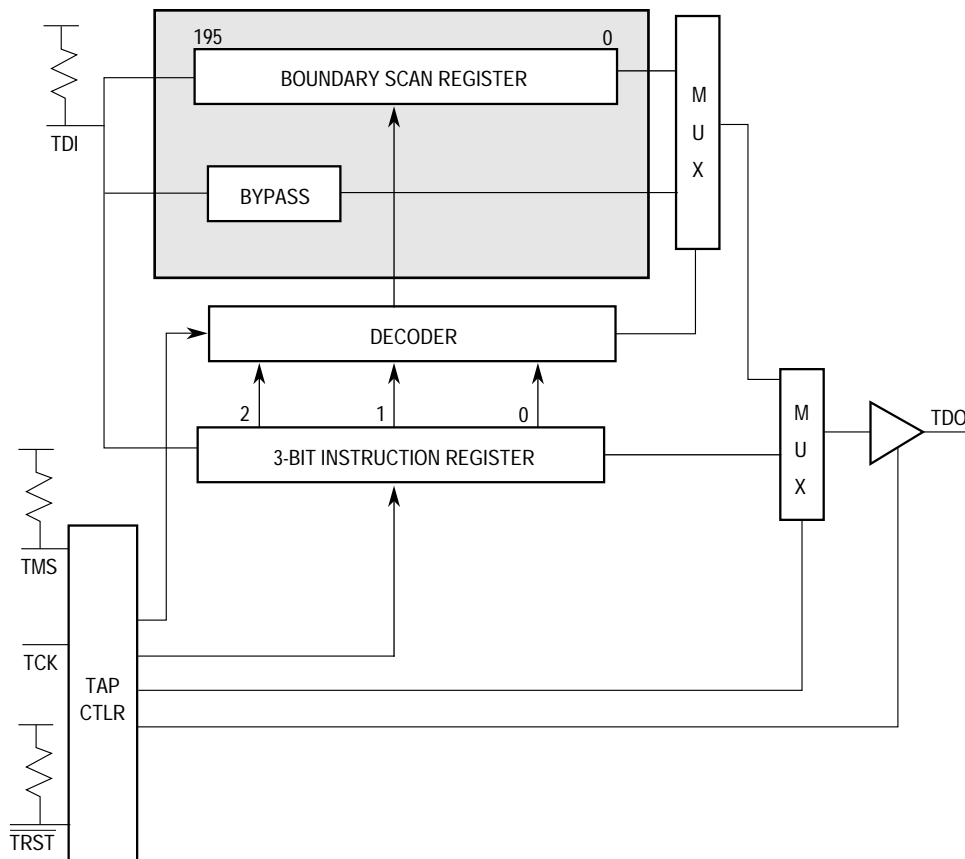 195 0
BOUNDARY SCAN REGISTER
TDI
BYPASS
M
U
X
DECODER
2 1 0
3-BIT INSTRUCTION REGISTER
M
U
X
TDO
TMS
TCK
TAP
CTLR
TRST